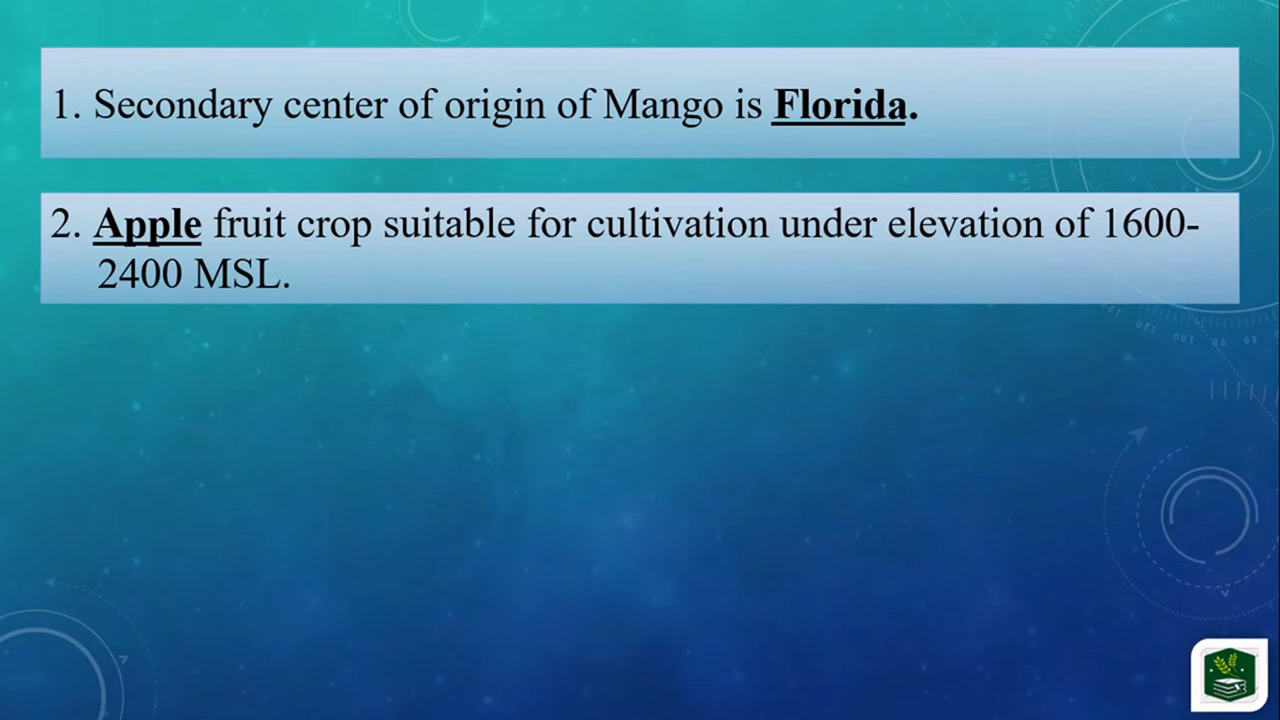 1. Secondary center of origin of Mango is Florida.
2. Apple fruit crop suitable for cultivation under elevation of 1600-
2400 MSL.